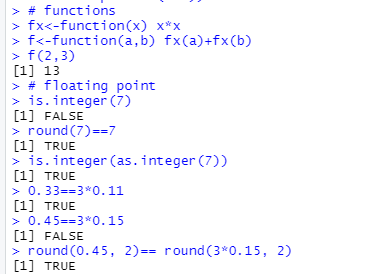 > # functions
> fx<-function(x) x*x
> f<-function(a,b) fx(a)+fx(b)
> f(2,3)
[1] 13
> # floating point
> is.integer(7)
[1] FALSE
> round(7)==7
[1] TRUE
> is.integer(as.integer(7))
[1] TRUE
> 0.33==3*0.11
[1] TRUE
> 0.45==3*0.15
[1] FALSE
> round(0.45, 2)== round(3*0.15, 2)
[1] TRUE